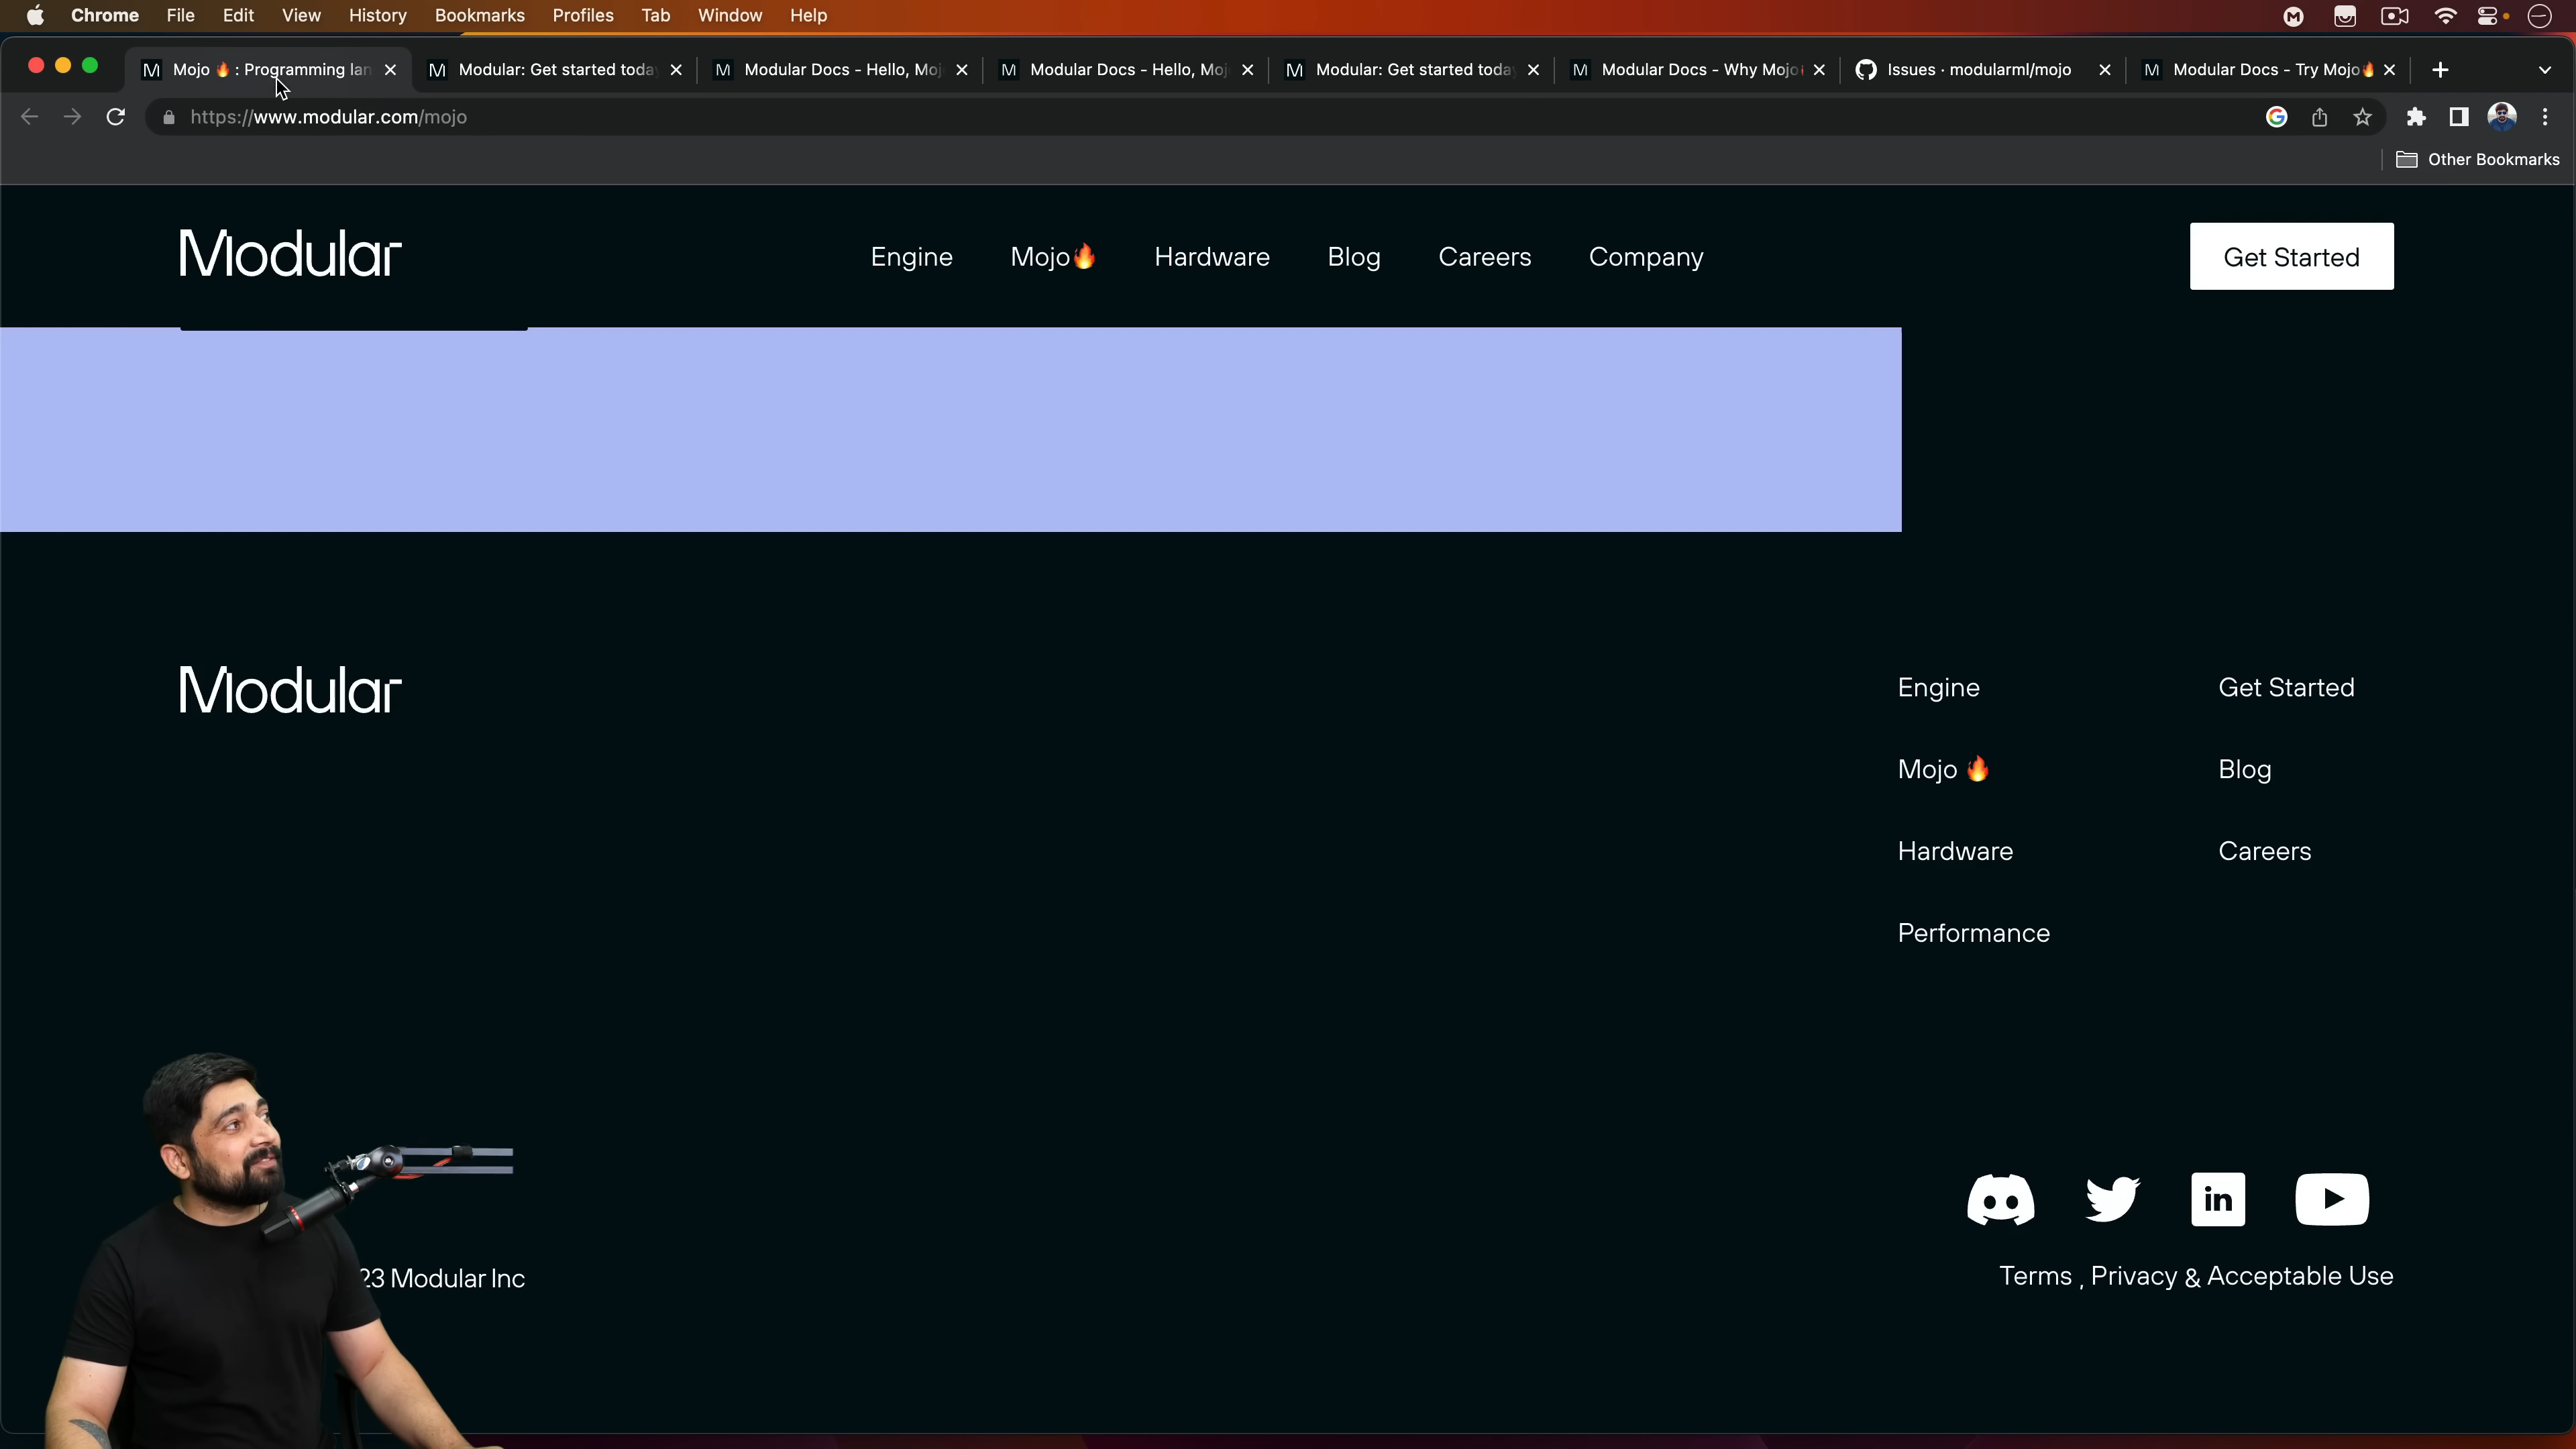 Chrome File Edit View History Bookmarks Profiles Tab Window Help
Mojo🔥: Programming lan Modular: Get started today Modular Docs - Hello, Moj Modular Docs - Hello, Moj Modular: Get started today Modular Docs - Why Mojo Issues · modularml/mojo Modular Docs - Try Mojo🔥
https://www.modular.com/mojo
Other Bookmarks
Modular Engine Mojo🔥 Hardware Blog Careers Company Get Started
Modular
Engine Get Started
Mojo 🔥 Blog
Hardware Careers
Performance
23 Modular Inc
Terms , Privacy & Acceptable Use